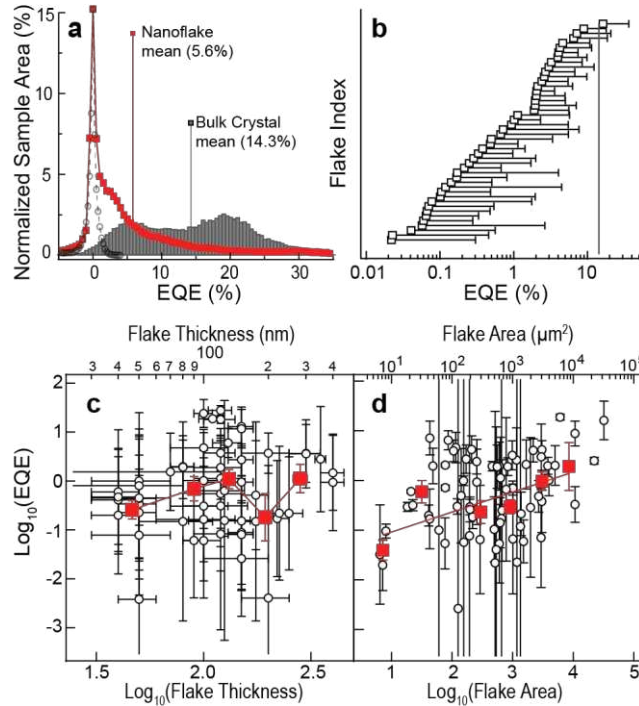 a
Nanoflake
mean (5.6%)
Bulk Crystal
mean (14.3%)
Normalized Sample Area (%)
15
10
5
0
0 10 20 30
EQE (%)
b
Flake Index
0.01 0.1 1 10
EQE (%)
Flake Thickness (nm)
3 4 5 6 7 8 9 100 2 3 4
c
Log10(EQE)
2
1
0
-1
-2
-3
1.5 2.0 2.5
Log10(Flake Thickness)
Flake Area (μm²)
10¹ 10² 10³ 10⁴ 10⁵
d
1 2 3 4 5
Log10(Flake Area)